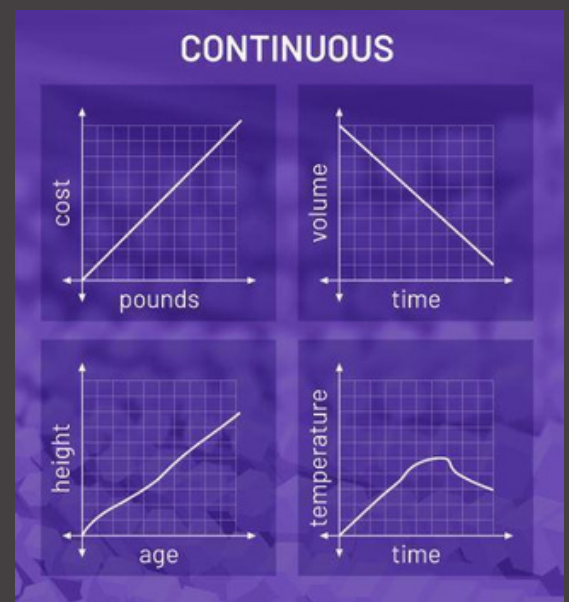 CONTINUOUS
cost
pounds
volume
time
height
age
temperature
time